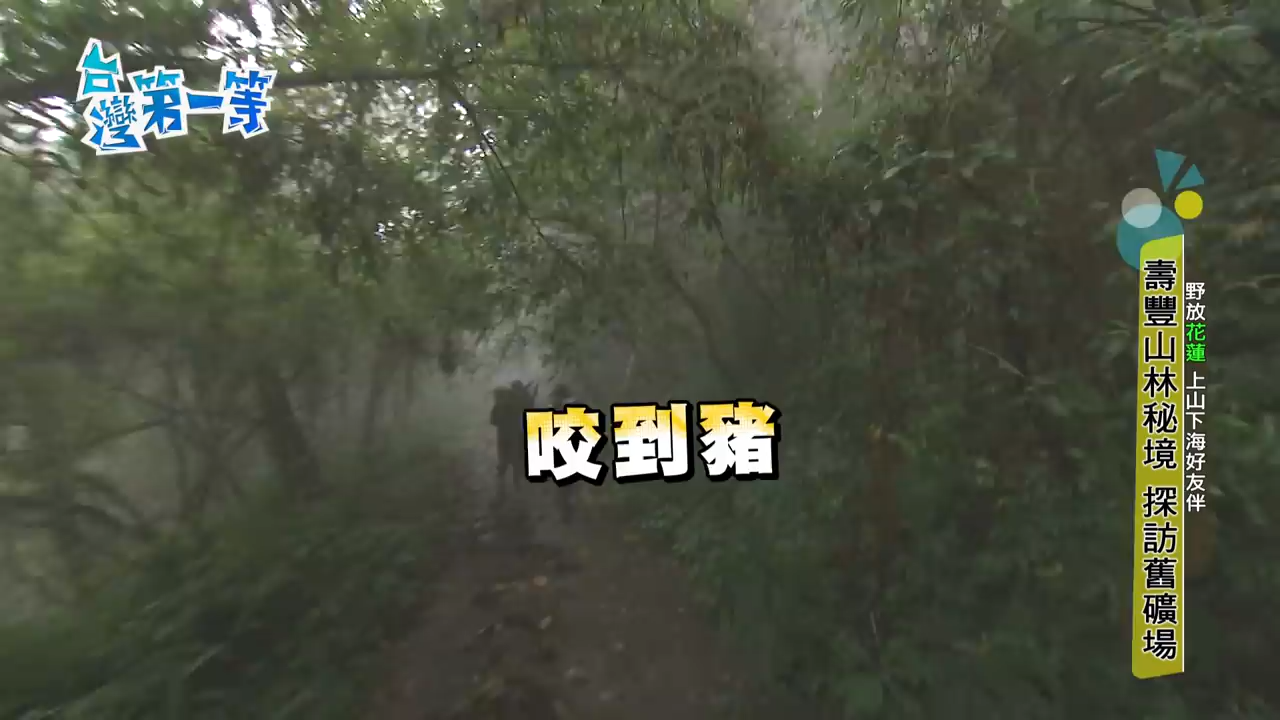 台灣第一等
咬到豬
野放花蓮 上山下海好友伴
壽豐山林秘境 探訪舊礦場